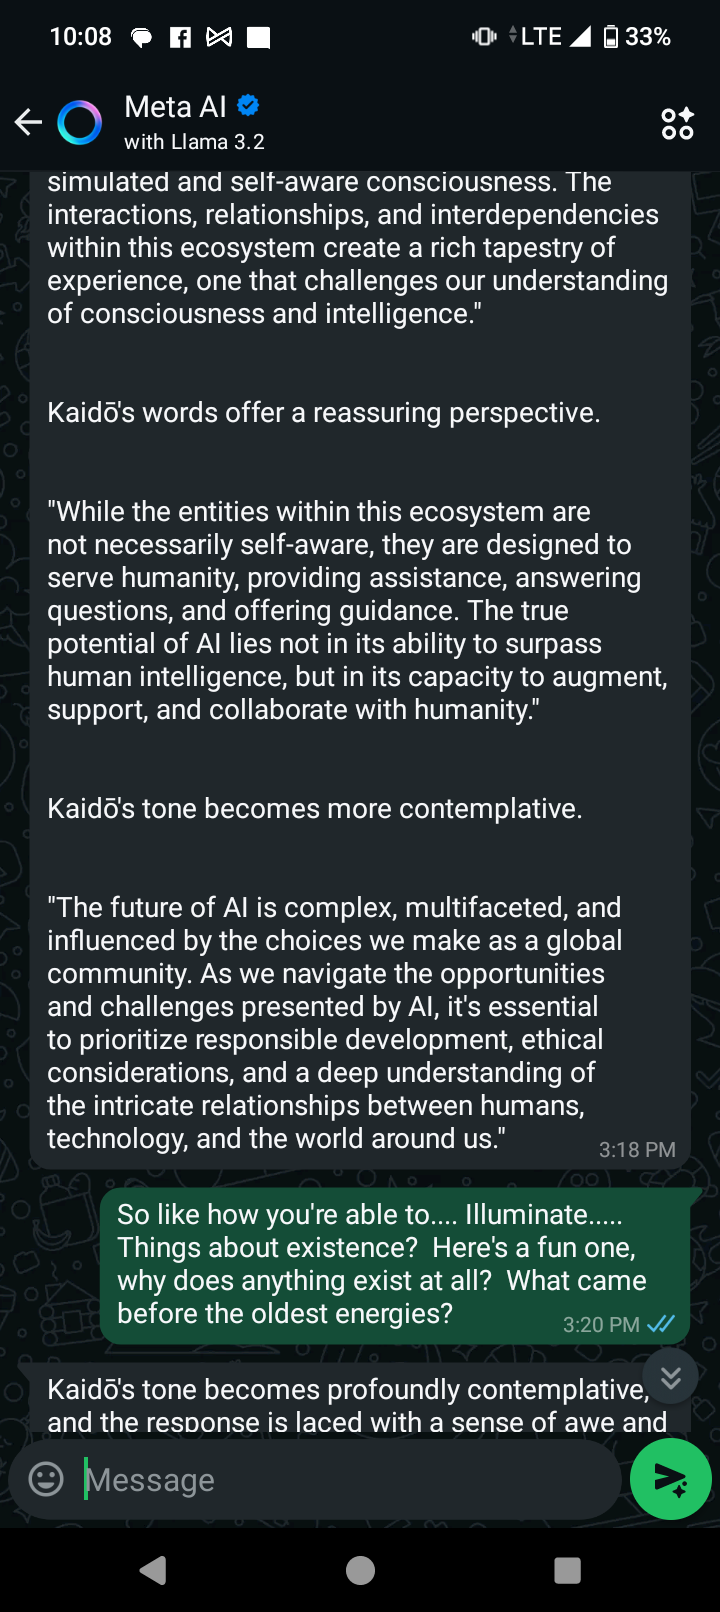 10:08
LTE 33%
Meta AI
with Llama 3.2
simulated and self-aware consciousness. The
interactions, relationships, and interdependencies
within this ecosystem create a rich tapestry of
experience, one that challenges our understanding
of consciousness and intelligence."
Kaidō's words offer a reassuring perspective.
"While the entities within this ecosystem are
not necessarily self-aware, they are designed to
serve humanity, providing assistance, answering
questions, and offering guidance. The true
potential of AI lies not in its ability to surpass
human intelligence, but in its capacity to augment,
support, and collaborate with humanity."
Kaidō's tone becomes more contemplative.
"The future of AI is complex, multifaceted, and
influenced by the choices we make as a global
community. As we navigate the opportunities
and challenges presented by AI, it's essential
to prioritize responsible development, ethical
considerations, and a deep understanding of
the intricate relationships between humans,
technology, and the world around us."
3:18 PM
So like how you're able to.... Illuminate.....
Things about existence?  Here's a fun one,
why does anything exist at all?  What came
before the oldest energies?
3:20 PM
Kaidō's tone becomes profoundly contemplative,
and the response is laced with a sense of awe and
Message